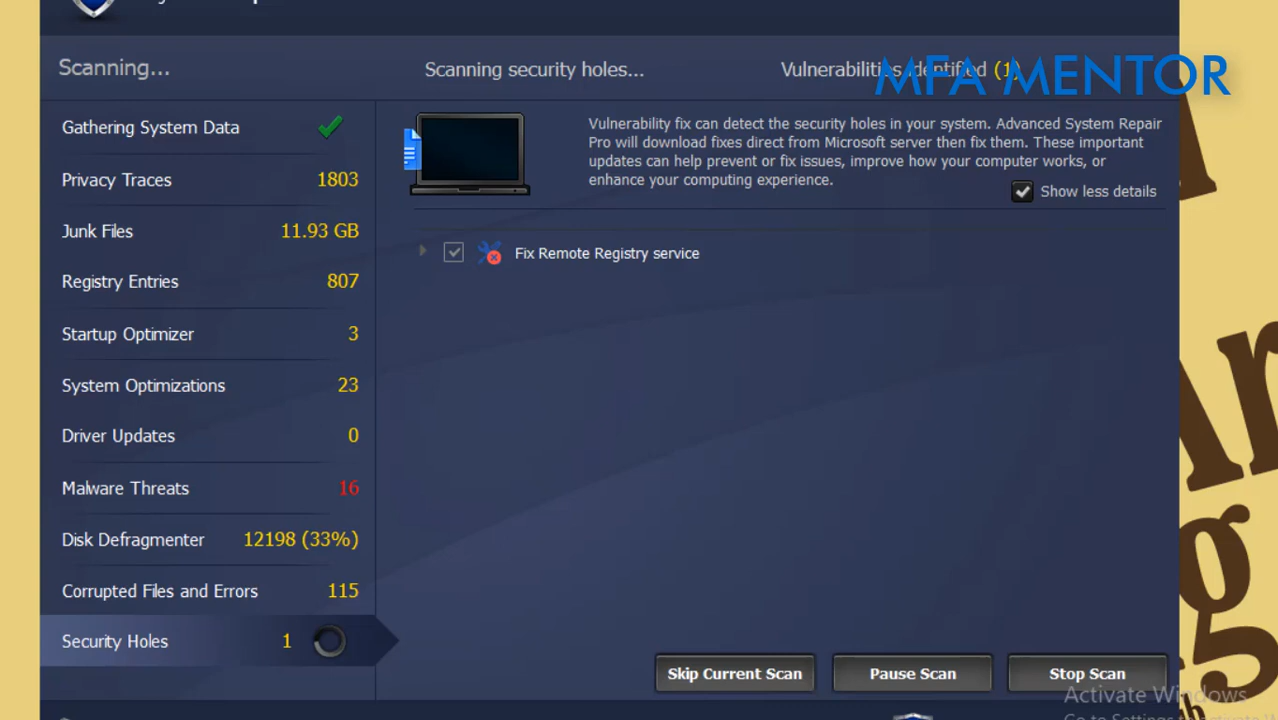 Scanning...
Scanning security holes...
Vulnerabilities identified (1)
MFA MENTOR
Gathering System Data
Privacy Traces 1803
Junk Files 11.93 GB
Registry Entries 807
Startup Optimizer 3
System Optimizations 23
Driver Updates 0
Malware Threats 16
Disk Defragmenter 12198 (33%)
Corrupted Files and Errors 115
Security Holes 1
Vulnerability fix can detect the security holes in your system. Advanced System Repair
Pro will download fixes direct from Microsoft server then fix them. These important
updates can help prevent or fix issues, improve how your computer works, or
enhance your computing experience.
Show less details
Fix Remote Registry service
Skip Current Scan
Pause Scan
Stop Scan
Activate Windows